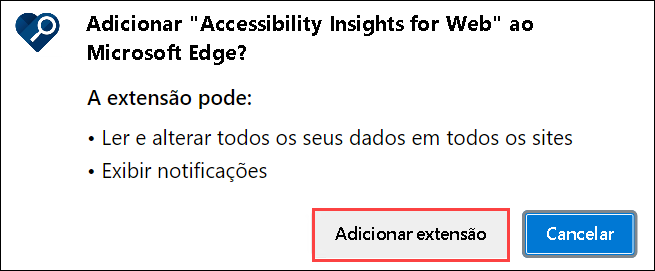 Adicionar "Accessibility Insights for Web" ao
Microsoft Edge?
A extensão pode:
• Ler e alterar todos os seus dados em todos os sites
• Exibir notificações
Adicionar extensão
Cancelar